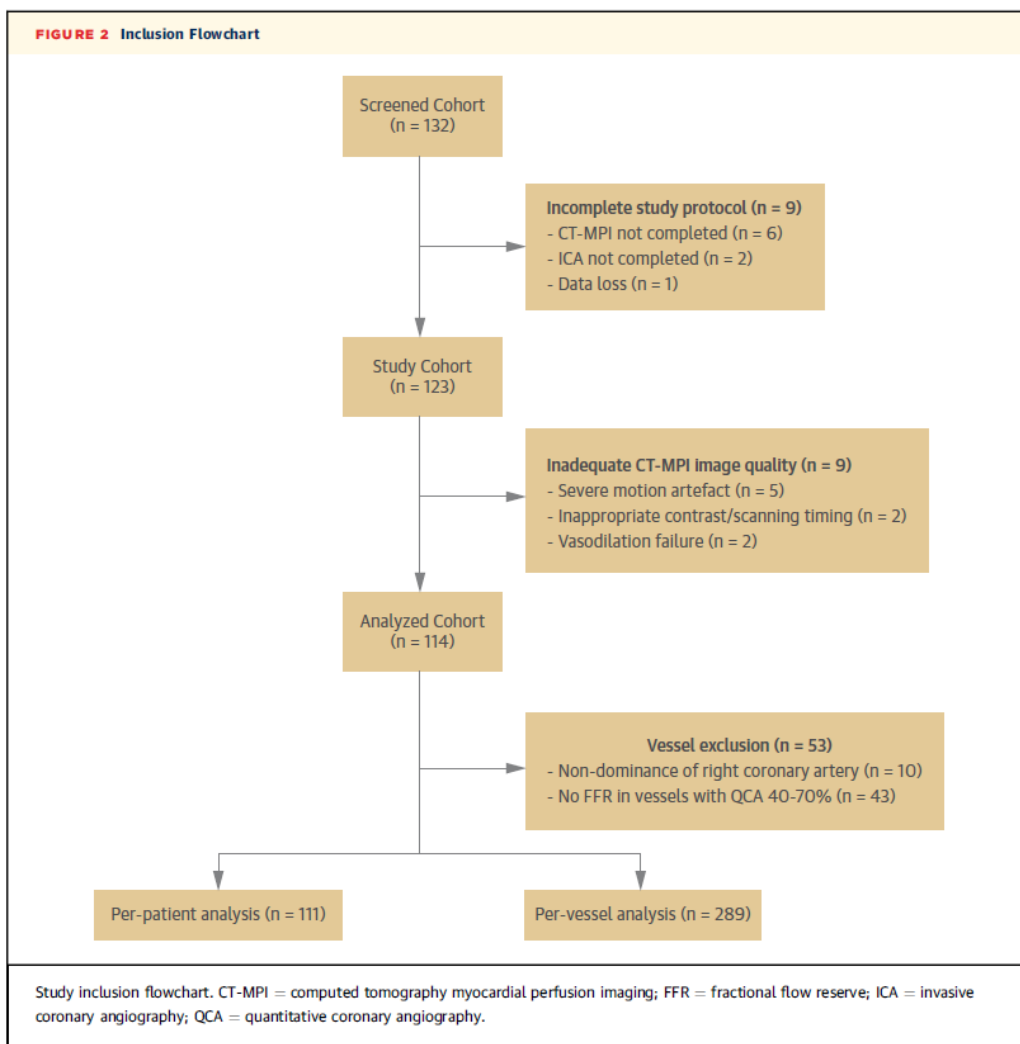 FIGURE 2 Inclusion Flowchart
Screened Cohort
(n = 132)
Incomplete study protocol (n = 9)
- CT-MPI not completed (n = 6)
- ICA not completed (n = 2)
- Data loss (n = 1)
Study Cohort
(n = 123)
Inadequate CT-MPI image quality (n = 9)
- Severe motion artefact (n = 5)
- Inappropriate contrast/scanning timing (n = 2)
- Vasodilation failure (n = 2)
Analyzed Cohort
(n = 114)
Vessel exclusion (n = 53)
- Non-dominance of right coronary artery (n = 10)
- No FFR in vessels with QCA 40-70% (n = 43)
Per-patient analysis (n = 111)
Per-vessel analysis (n = 289)
Study inclusion flowchart. CT-MPI = computed tomography myocardial perfusion imaging; FFR = fractional flow reserve; ICA = invasive
coronary angiography; QCA = quantitative coronary angiography.